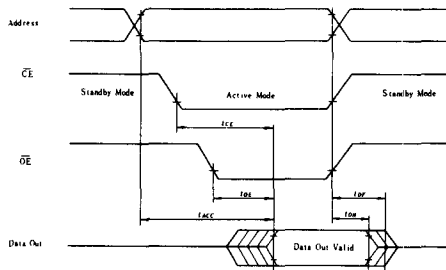 Address
CE
Standby Mode
Active Mode
Standby Mode
tCE
OE
tOE
tDF
tACC
tOH
Data Out
Data Out Valid